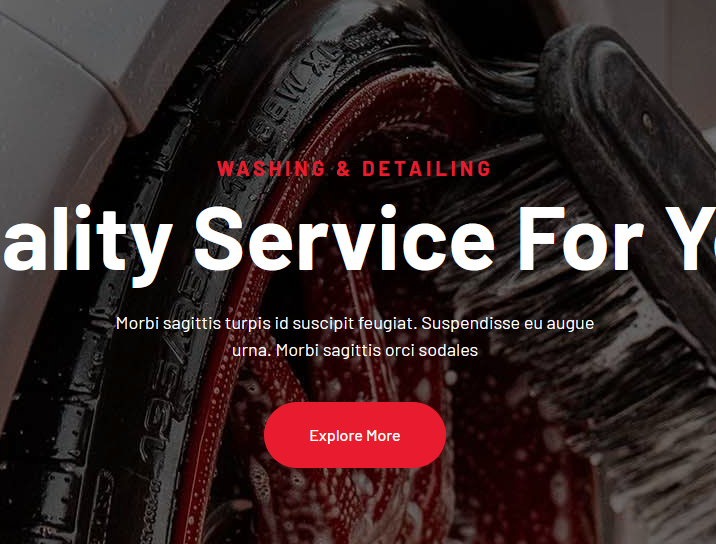 WASHING & DETAILING
ality Service For Yo
Morbi sagittis turpis id suscipit feugiat. Suspendisse eu augue
urna. Morbi sagittis orci sodales
Explore More